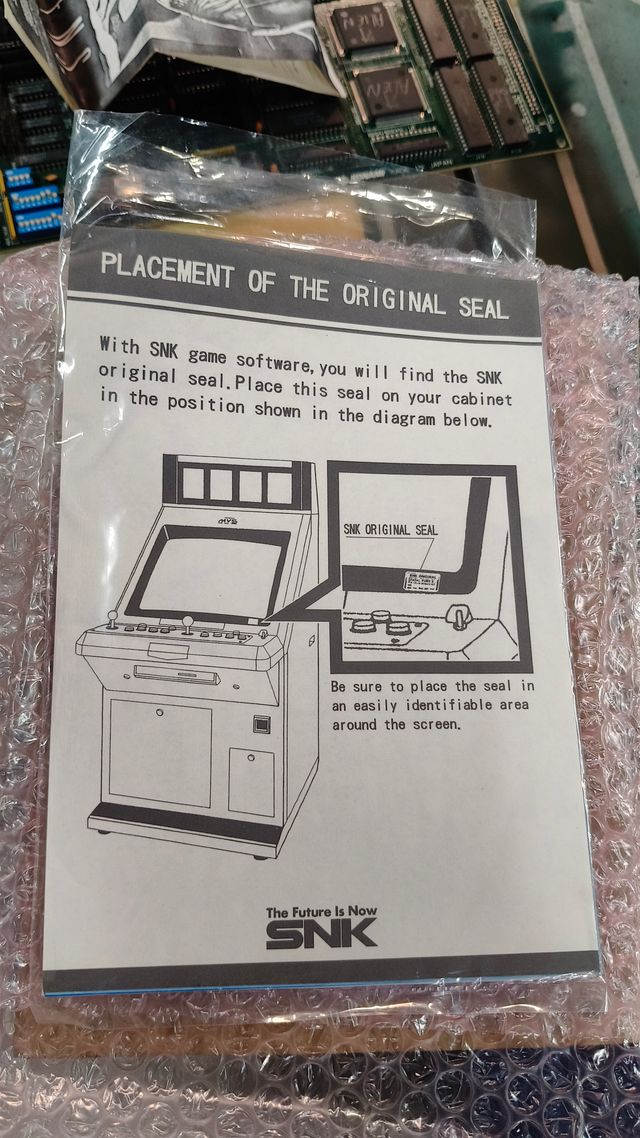 PLACEMENT OF THE ORIGINAL SEAL
With SNK game software, you will find the SNK
original seal. Place this seal on your cabinet
in the position shown in the diagram below.
MVS
SNK ORIGINAL SEAL
Be sure to place the seal in
an easily identifiable area
around the screen.
The Future Is Now
SNK